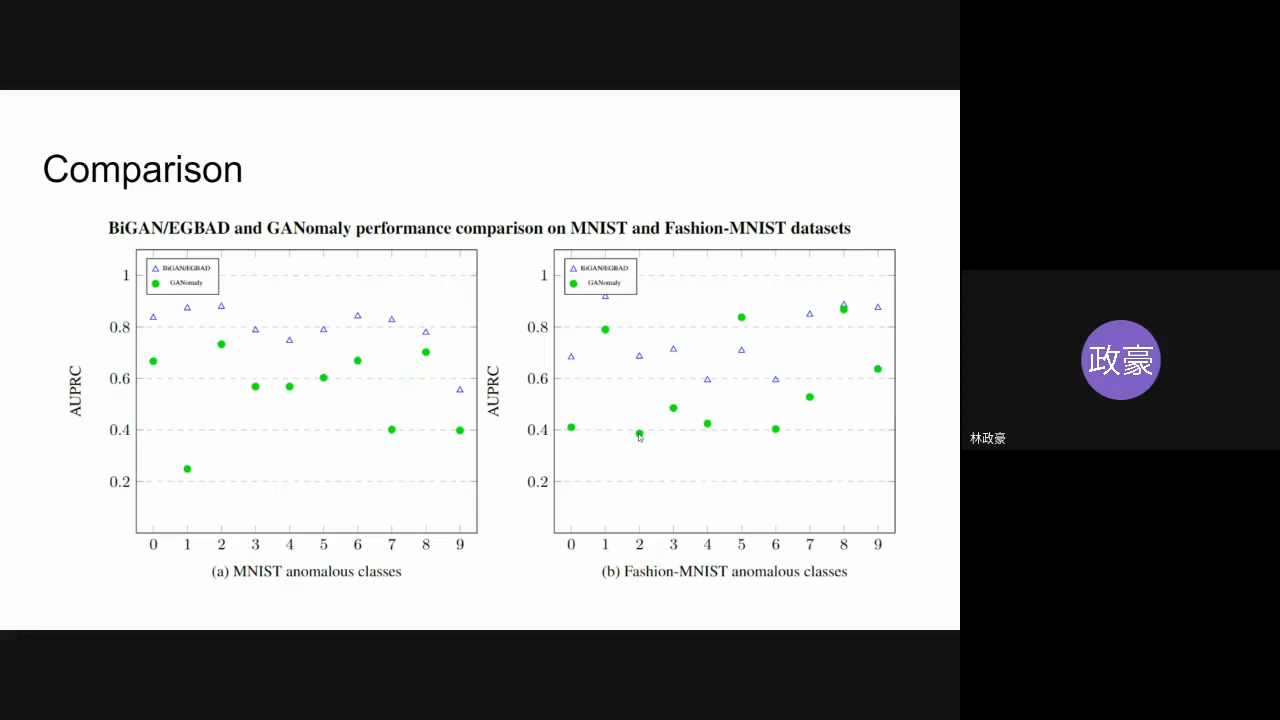 Comparison
BiGAN/EGBAD and GANomaly performance comparison on MNIST and Fashion-MNIST datasets
BiGAN/EGBAD
GANomaly
1
0.8
0.6
0.4
0.2
AUPRC
0 1 2 3 4 5 6 7 8 9
(a) MNIST anomalous classes
BiGAN/EGBAD
GANomaly
1
0.8
0.6
0.4
0.2
AUPRC
0 1 2 3 4 5 6 7 8 9
(b) Fashion-MNIST anomalous classes
政豪
林政豪